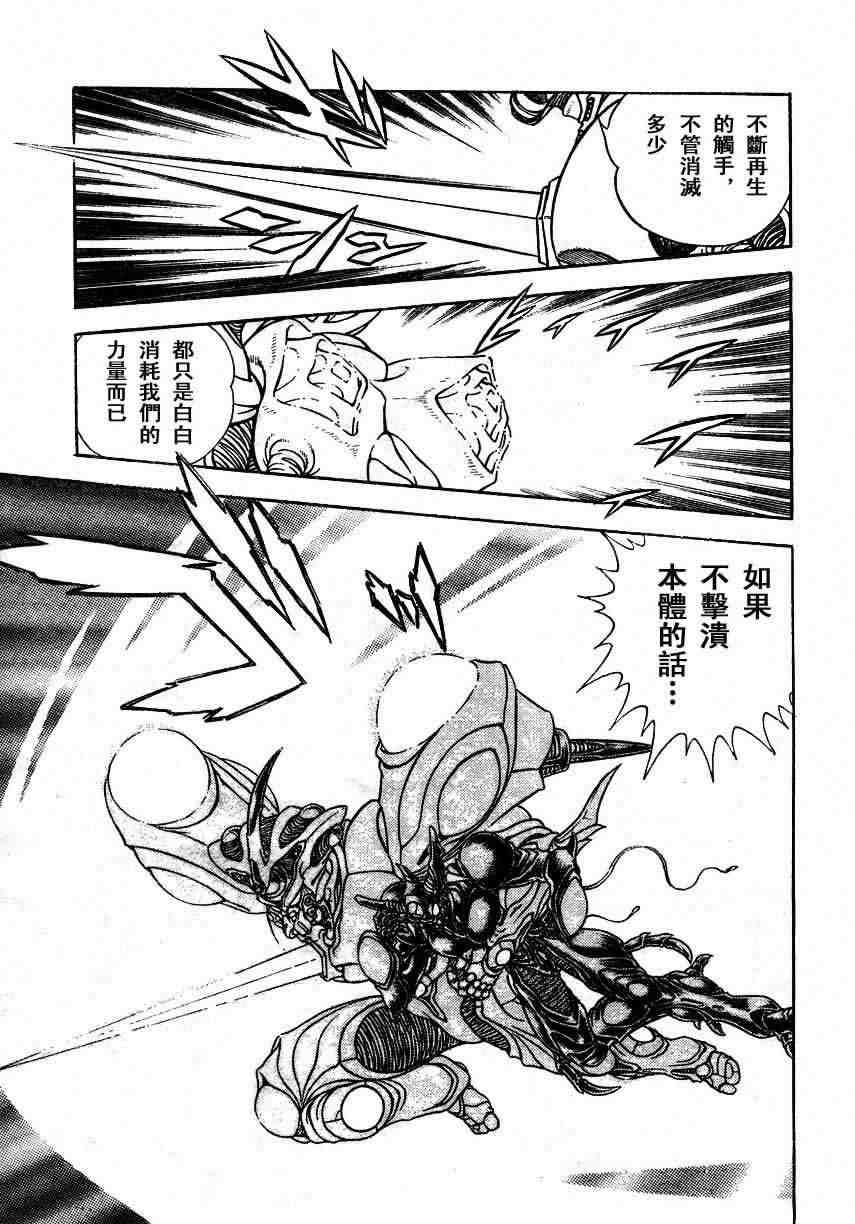 不斷再生
的觸手，
不管消滅
多少
都只是白白
消耗我們的
力量而已
如果
不擊潰
本體的話…